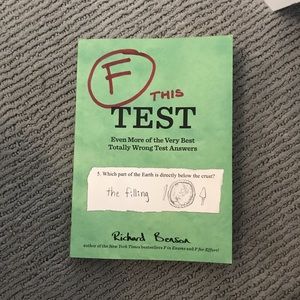 F THIS
TEST
Even More of the Very Best
Totally Wrong Test Answers
5. Which part of the Earth is directly below the crust?
the filling
Richard Benson
author of the New York Times bestsellers F in Exams and F for Effort!